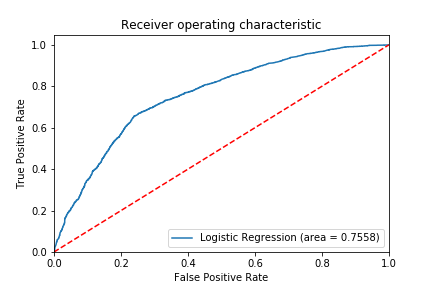 Receiver operating characteristic
1.0
0.8
0.6
0.4
0.2
0.0
True Positive Rate
Logistic Regression (area = 0.7558)
0.0 0.2 0.4 0.6 0.8 1.0
False Positive Rate